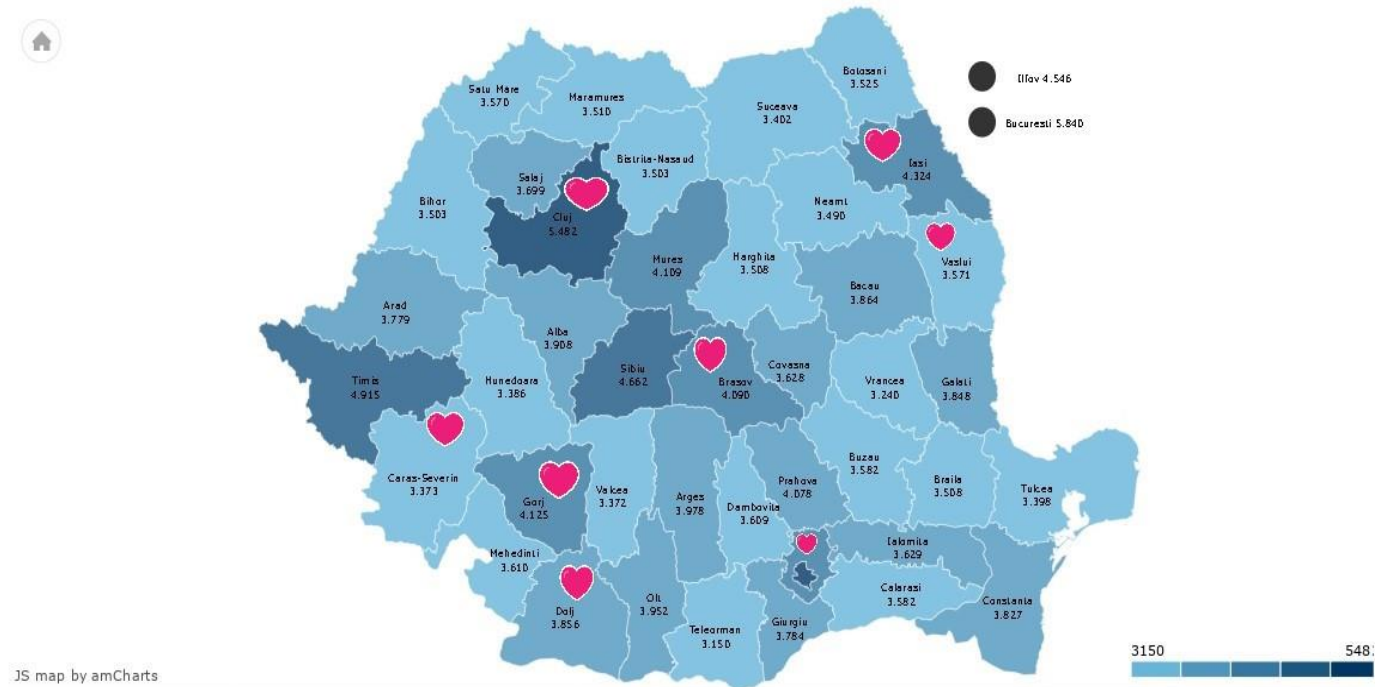 Botosani
3.525
Ilfov 4.546
Satu Mare
3.570
Maramures
3.510
Suceava
3.402
Bucuresti 5.840
Iasi
4.324
Bistrita-Nasaud
3.503
Salaj
3.699
Bihor
3.503
Neamt
3.490
Cluj
5.482
Mures
4.109
Harghita
3.508
Vaslui
3.571
Bacau
3.864
Arad
3.779
Alba
3.908
Sibiu
4.662
Covasna
3.628
Timis
4.915
Hunedoara
3.386
Brasov
4.090
Vrancea
3.240
Galati
3.848
Caras-Severin
3.373
Buzau
3.582
Prahova
4.078
Braila
3.508
Tulcea
3.398
Gorj
4.125
Valcea
3.372
Arges
3.978
Dambovita
3.609
Mehedinti
3.610
Ialomita
3.629
Calarasi
3.582
Constanta
3.827
Dolj
3.856
Olt
3.952
Giurgiu
3.784
Teleorman
3.150
3150
548
JS map by amCharts